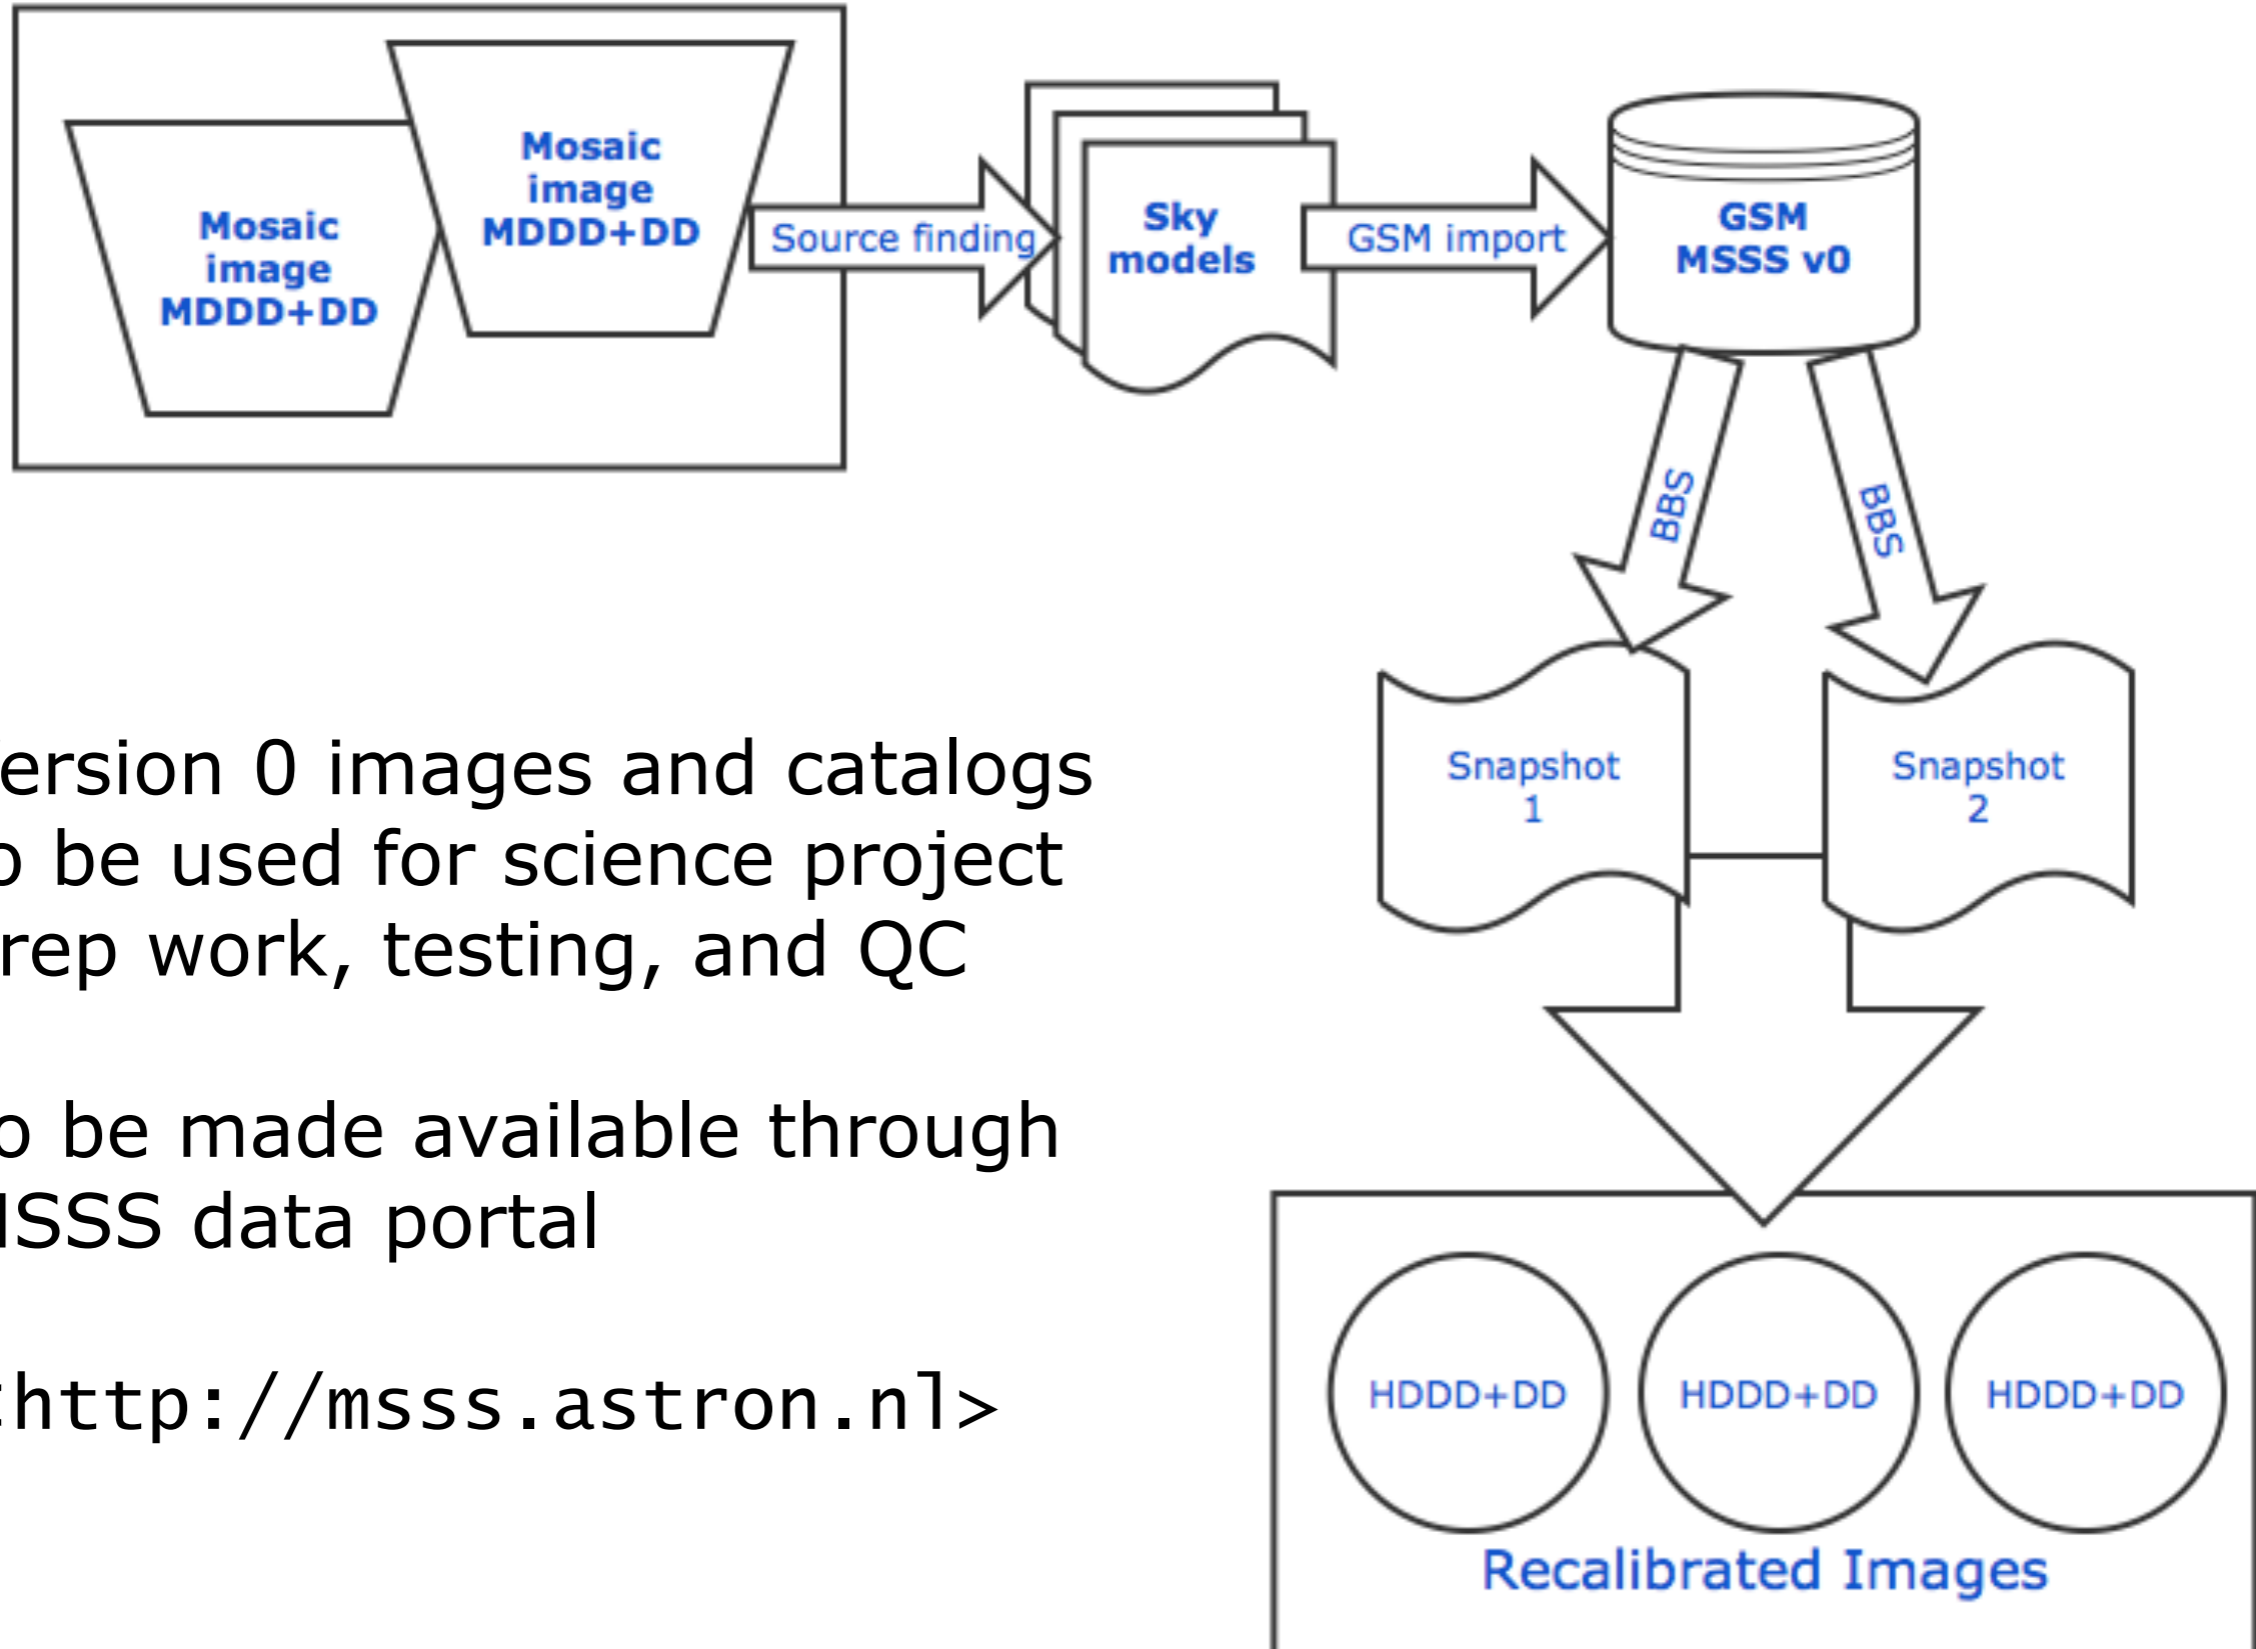 Mosaic
image
MDDD+DD
Mosaic
image
MDDD+DD
Source finding
Sky
models
GSM import
GSM
MSSS v0
BBS
BBS
Snapshot
1
Snapshot
2
ersion 0 images and catalogs
o be used for science project
rep work, testing, and QC
o be made available through
SSS data portal
http://msss.astron.nl>
HDDD+DD
HDDD+DD
HDDD+DD
Recalibrated Images